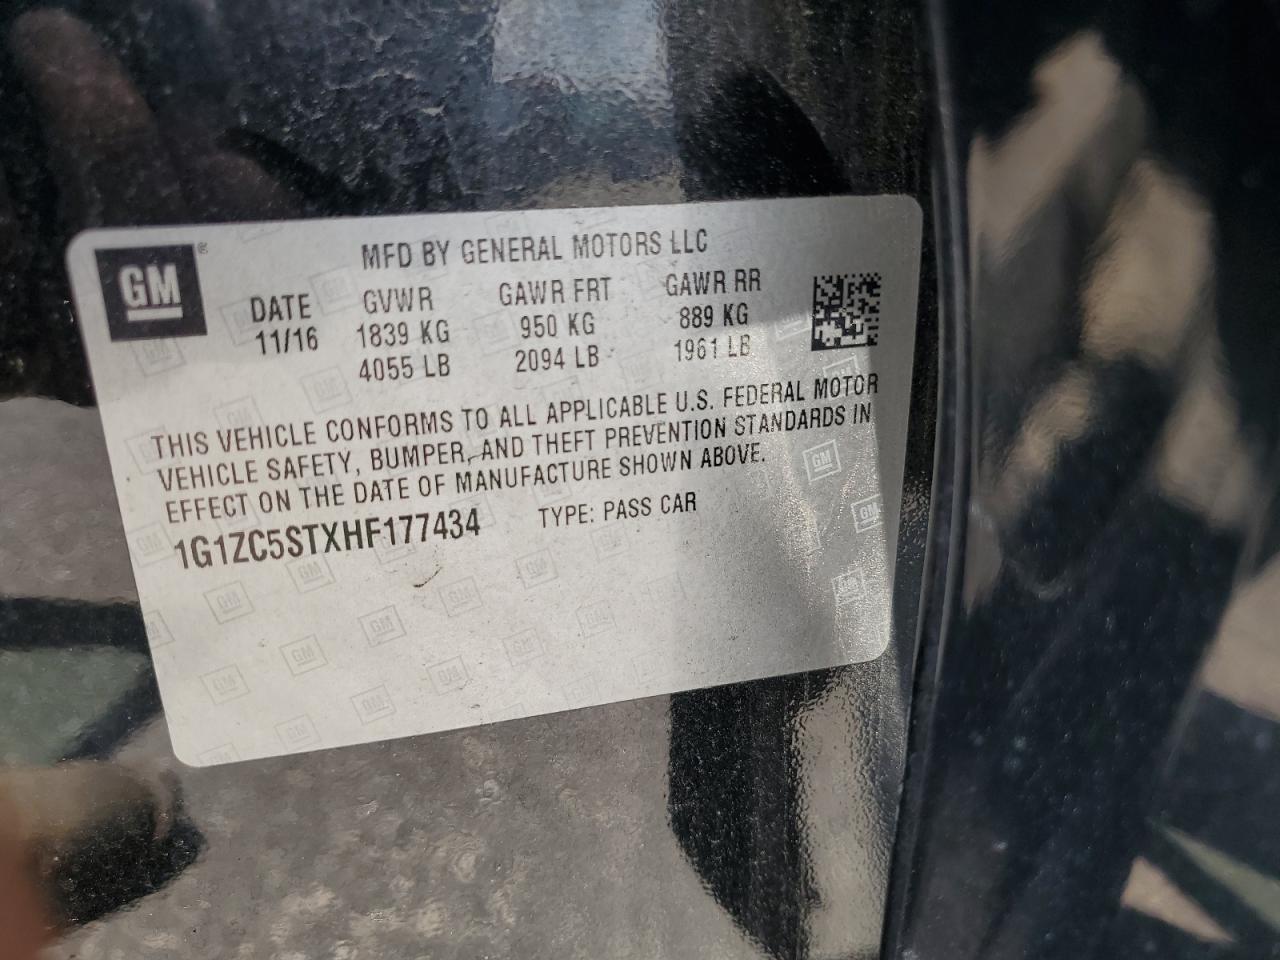 GM®
MFD BY GENERAL MOTORS LLC
DATE GVWR GAWR FRT GAWR RR
11/16 1839 KG 950 KG 889 KG
4055 LB 2094 LB 1961 LB
THIS VEHICLE CONFORMS TO ALL APPLICABLE U.S. FEDERAL MOTOR
VEHICLE SAFETY, BUMPER, AND THEFT PREVENTION STANDARDS IN
EFFECT ON THE DATE OF MANUFACTURE SHOWN ABOVE.
1G1ZC5STXHF177434 TYPE: PASS CAR